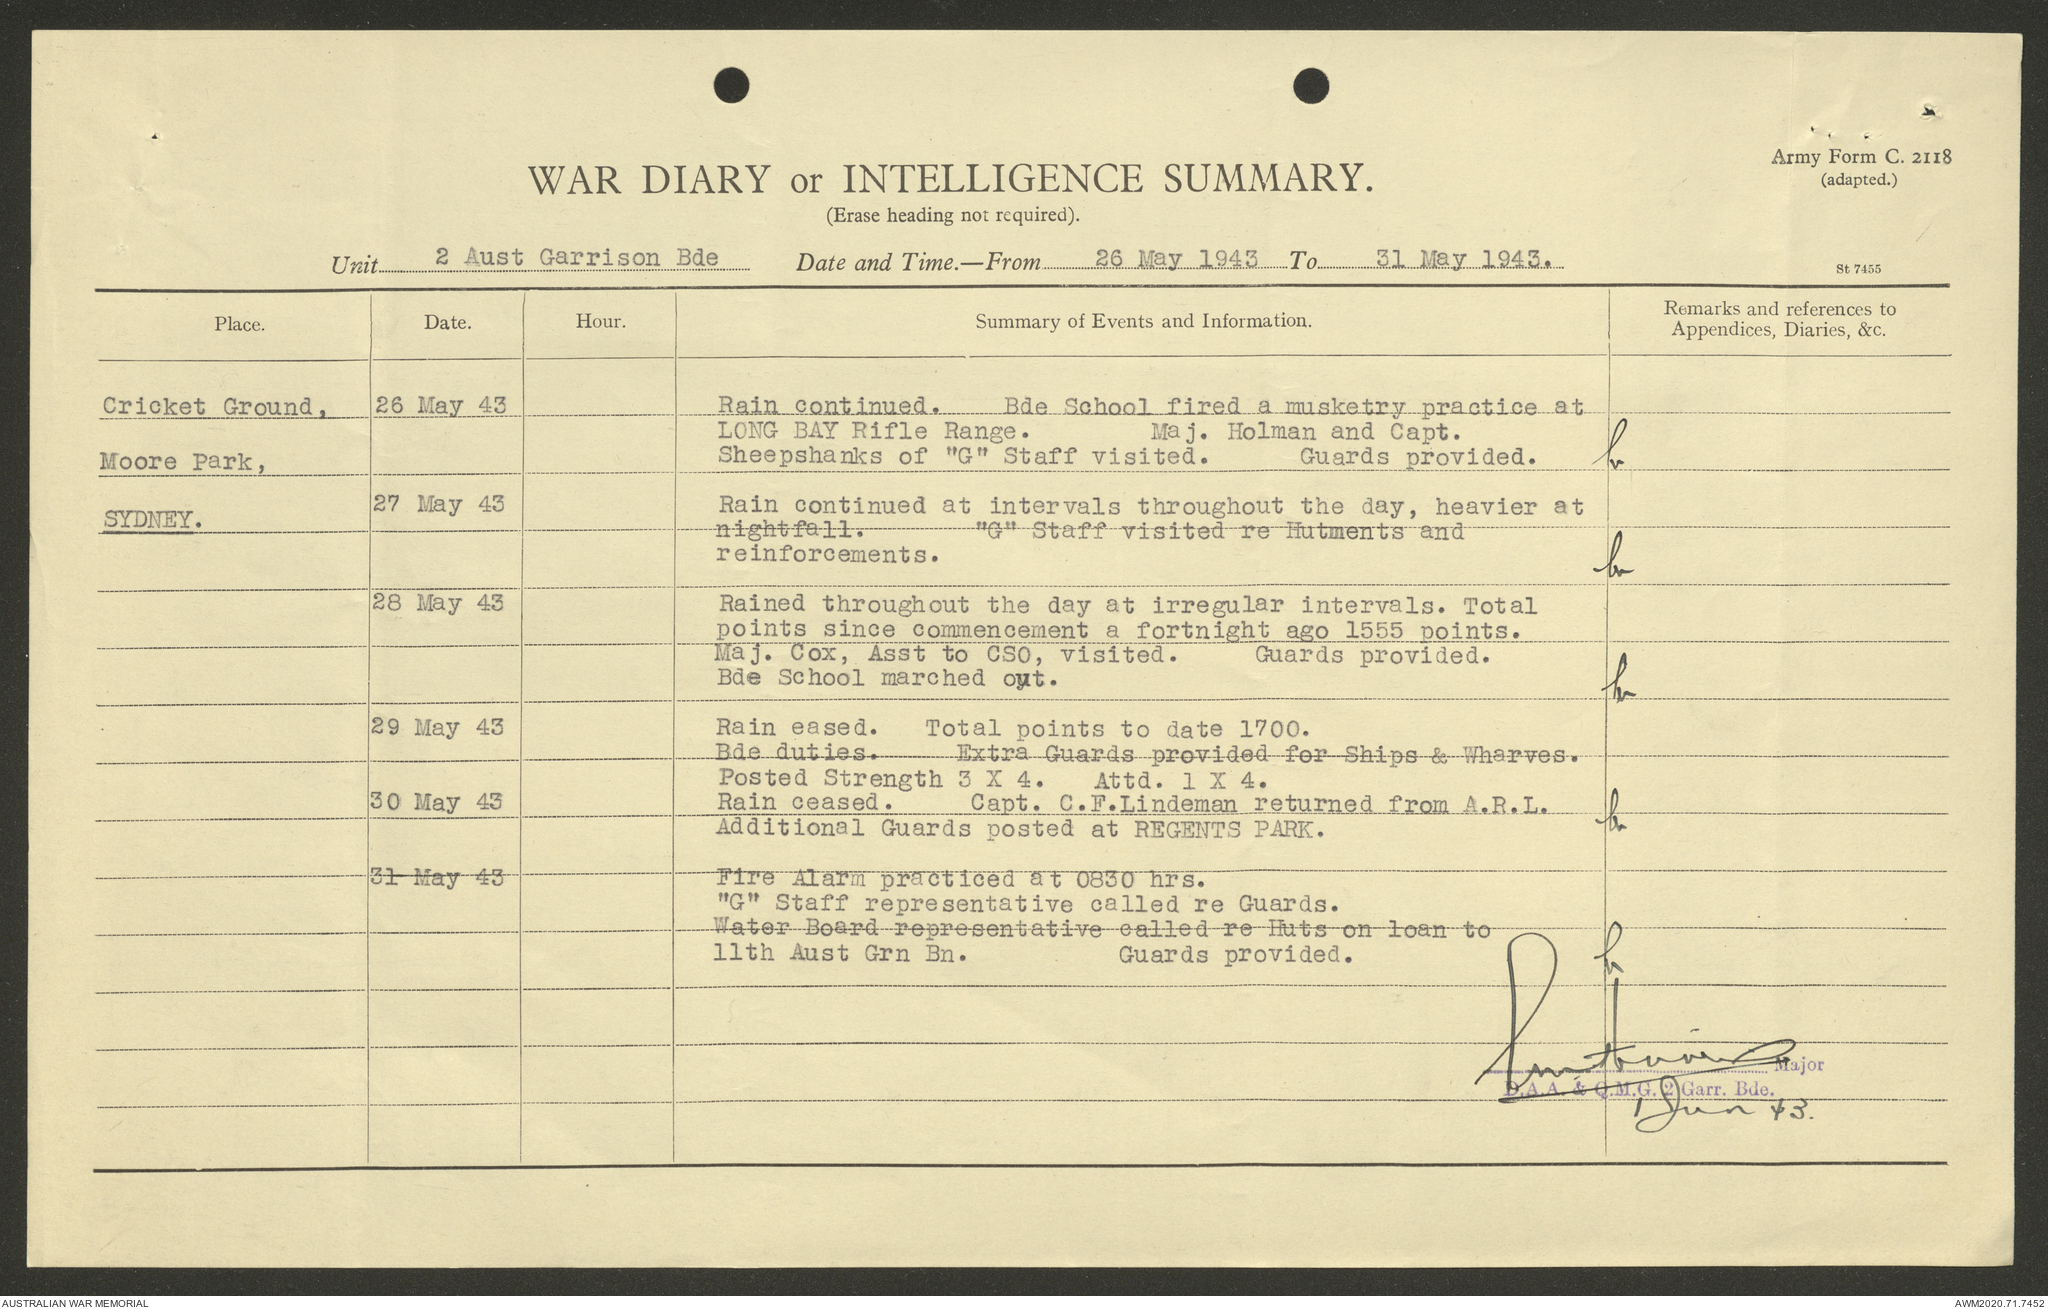 Army Form C. 2118
(adapted.)
WAR DIARY or INTELLIGENCE SUMMARY.
(Erase heading not required).
Unit 2 Aust Garrison Bde Date and Time.—From 26 May 1943 To 31 May 1943.
St 7455
Place. Date. Hour. Summary of Events and Information. Remarks and references to
Appendices, Diaries, &c.
Cricket Ground, 26 May 43 Rain continued. Bde School fired a musketry practice at
LONG BAY Rifle Range. Maj. Holman and Capt.
Moore Park, Sheepshanks of "G" Staff visited. Guards provided.
SYDNEY. 27 May 43 Rain continued at intervals throughout the day, heavier at
nightfall. "G" Staff visited re Hutments and
reinforcements.
28 May 43 Rained throughout the day at irregular intervals. Total
points since commencement a fortnight ago 1555 points.
Maj. Cox, Asst to CSO, visited. Guards provided.
Bde School marched out.
29 May 43 Rain eased. Total points to date 1700.
Bde duties. Extra Guards provided for Ships & Wharves.
Posted Strength 3 X 4. Attd. 1 X 4.
30 May 43 Rain ceased. Capt. C.F.Lindeman returned from A.R.L.
Additional Guards posted at REGENTS PARK.
31 May 43 Fire Alarm practiced at 0830 hrs.
"G" Staff representative called re Guards.
Water Board representative called re Huts on loan to
11th Aust Grn Bn. Guards provided.
Major
D.A.A. & Q.M.G. 2 Garr. Bde.
1 Jun 43.
AUSTRALIAN WAR MEMORIAL AWM2020.71.7452